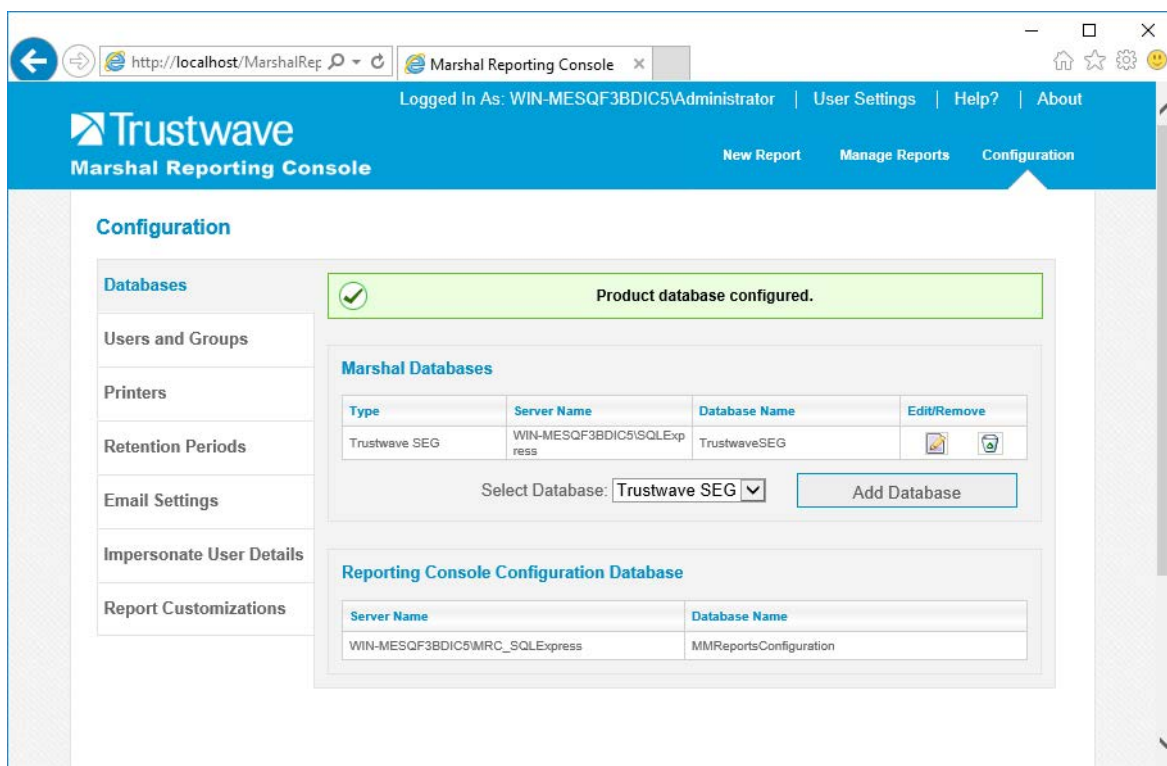 http://localhost/MarshalRep
Marshal Reporting Console
Logged In As: WIN-MESQF3BDIC5\Administrator | User Settings | Help? | About
Trustwave
Marshal Reporting Console
New Report Manage Reports Configuration
Configuration
Databases
Users and Groups
Printers
Retention Periods
Email Settings
Impersonate User Details
Report Customizations
Product database configured.
Marshal Databases
Type Server Name Database Name Edit/Remove
Trustwave SEG WIN-MESQF3BDIC5\SQLExp
ress TrustwaveSEG
Select Database: Trustwave SEG Add Database
Reporting Console Configuration Database
Server Name Database Name
WIN-MESQF3BDIC5\MRC_SQLExpress MMReportsConfiguration